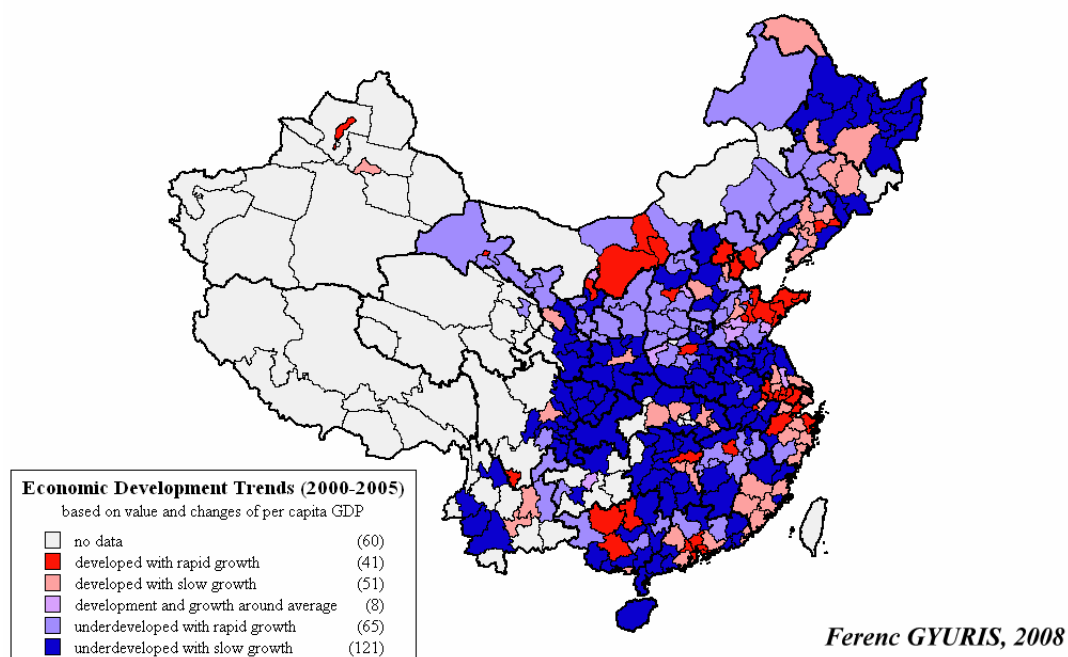 Economic Development Trends (2000-2005)
based on value and changes of per capita GDP
no data (60)
developed with rapid growth (41)
developed with slow growth (51)
development and growth around average (8)
underdeveloped with rapid growth (65)
underdeveloped with slow growth (121)
Ferenc GYURIS, 2008